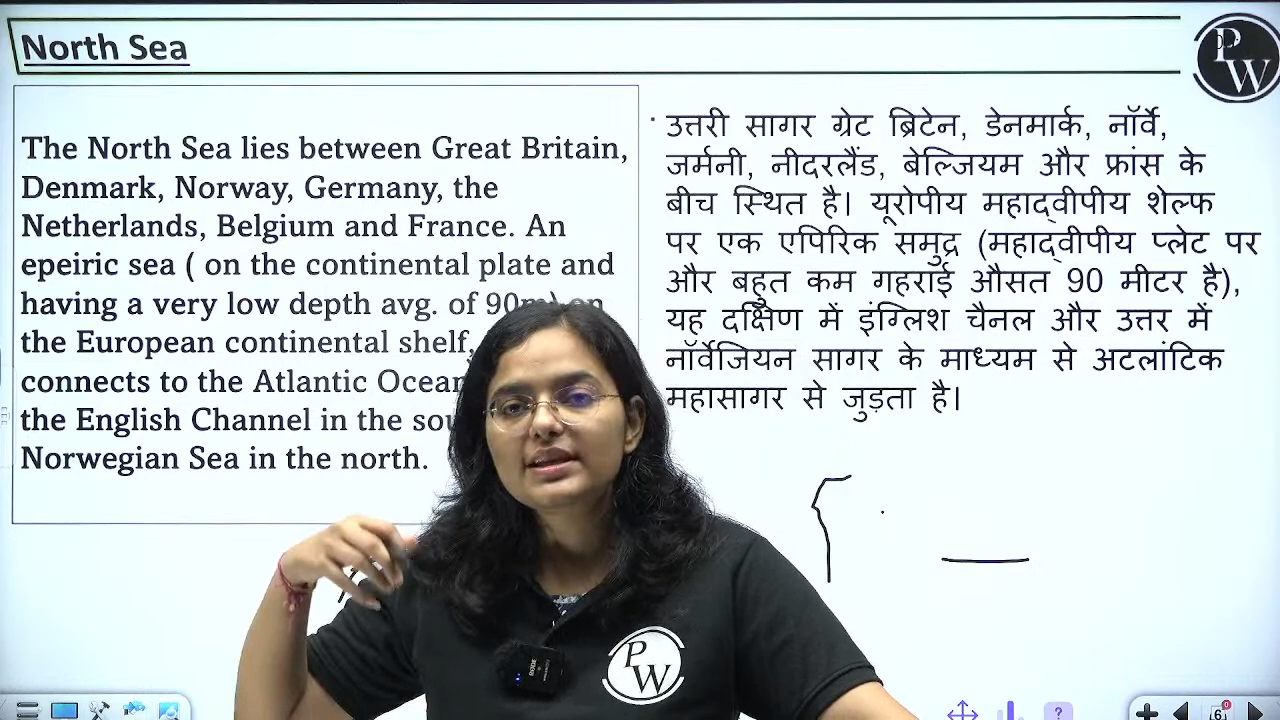 North Sea
PW
The North Sea lies between Great Britain,
Denmark, Norway, Germany, the
Netherlands, Belgium and France. An
epeiric sea ( on the continental plate and
having a very low depth avg. of 90m) on
the European continental shelf,
connects to the Atlantic Ocean
the English Channel in the
Norwegian Sea in the north.
उत्तरी सागर ग्रेट ब्रिटेन, डेनमार्क, नॉर्वे,
जर्मनी, नीदरलैंड, बेल्जियम और फ्रांस के
बीच स्थित है। यूरोपीय महाद्वीपीय शेल्फ
पर एक एपिरिक समुद्र (महाद्वीपीय प्लेट पर
और बहुत कम गहराई औसत 90 मीटर है),
यह दक्षिण में इंग्लिश चैनल और उत्तर में
नॉर्वेजियन सागर के माध्यम से अटलांटिक
महासागर से जुड़ता है।
PW